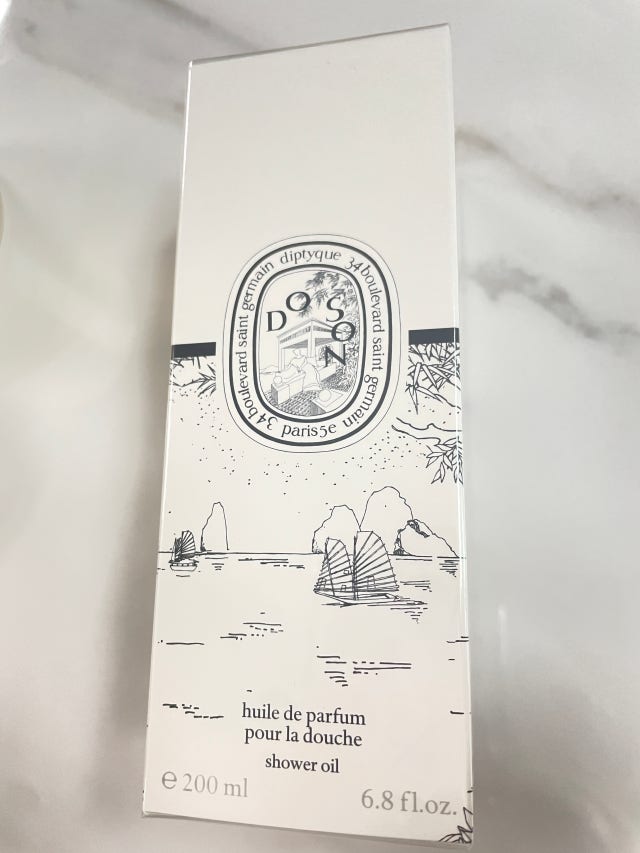 34 boulevard saint germain diptyque 34 boulevard saint germain paris 5e
DO SON
huile de parfum
pour la douche
shower oil
e 200 ml
6.8 fl.oz.